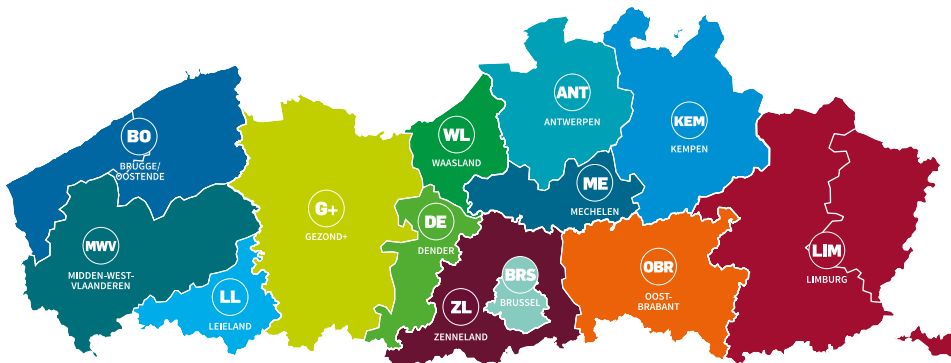 BO
BRUGGE/
OOSTENDE
MWV
MIDDEN-WEST-
VLAANDEREN
LL
LEIELAND
G+
GEZOND+
WL
WAASLAND
DE
DENDER
ANT
ANTWERPEN
ME
MECHELEN
KEM
KEMPEN
ZL
ZENNELAND
BRS
BRUSSEL
OBR
OOST-
BRABANT
LIM
LIMBURG